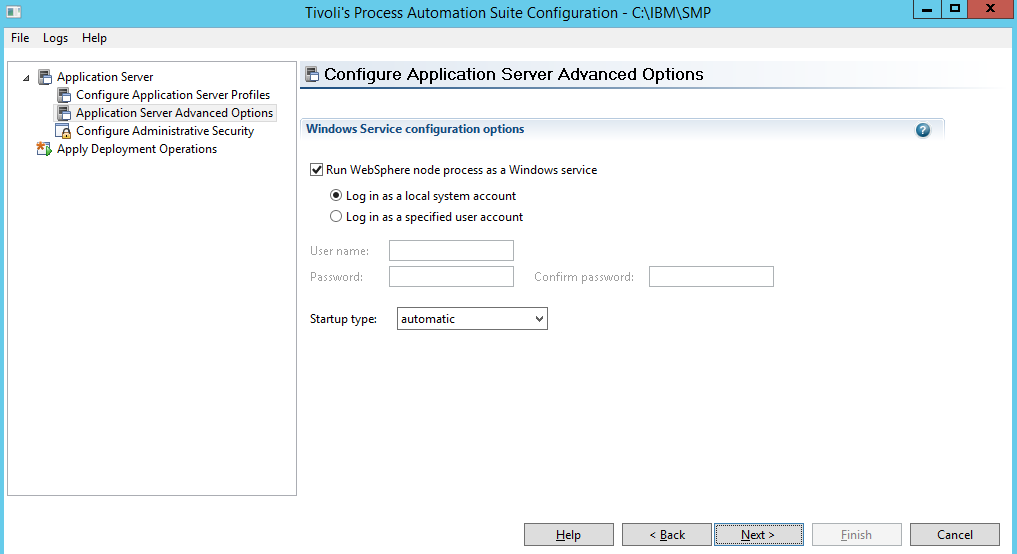 Tivoli's Process Automation Suite Configuration - C:\IBM\SMP
File Logs Help
Application Server
Configure Application Server Profiles
Application Server Advanced Options
Configure Administrative Security
Apply Deployment Operations
Configure Application Server Advanced Options
Windows Service configuration options
?
Run WebSphere node process as a Windows service
Log in as a local system account
Log in as a specified user account
User name:
Password: Confirm password:
Startup type: automatic
Help < Back Next > Finish Cancel